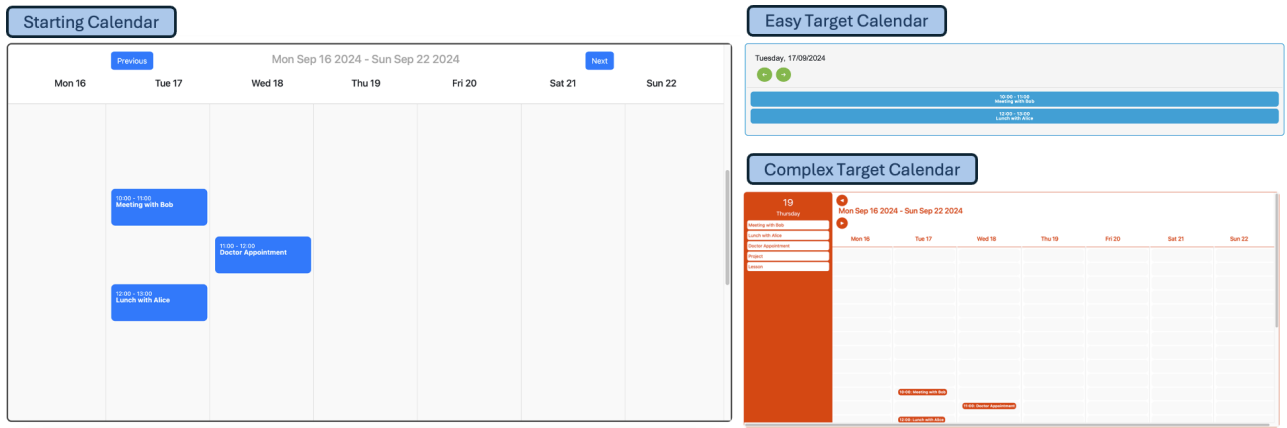 Starting Calendar
Previous
Mon Sep 16 2024 - Sun Sep 22 2024
Next
Mon 16 Tue 17 Wed 18 Thu 19 Fri 20 Sat 21 Sun 22
10:00 - 11:00
Meeting with Bob
11:00 - 12:00
Doctor Appointment
12:00 - 13:00
Lunch with Alice
Easy Target Calendar
Tuesday, 17/09/2024
10:00 - 11:00
Meeting with Bob
12:00 - 13:00
Lunch with Alice
Complex Target Calendar
19
Thursday
Meeting with Bob
Lunch with Alice
Doctor Appointment
Project
Lesson
Mon Sep 16 2024 - Sun Sep 22 2024
Mon 16 Tue 17 Wed 18 Thu 19 Fri 20 Sat 21 Sun 22
10:00: Meeting with Bob
11:00: Doctor Appointment
12:00: Lunch with Alice